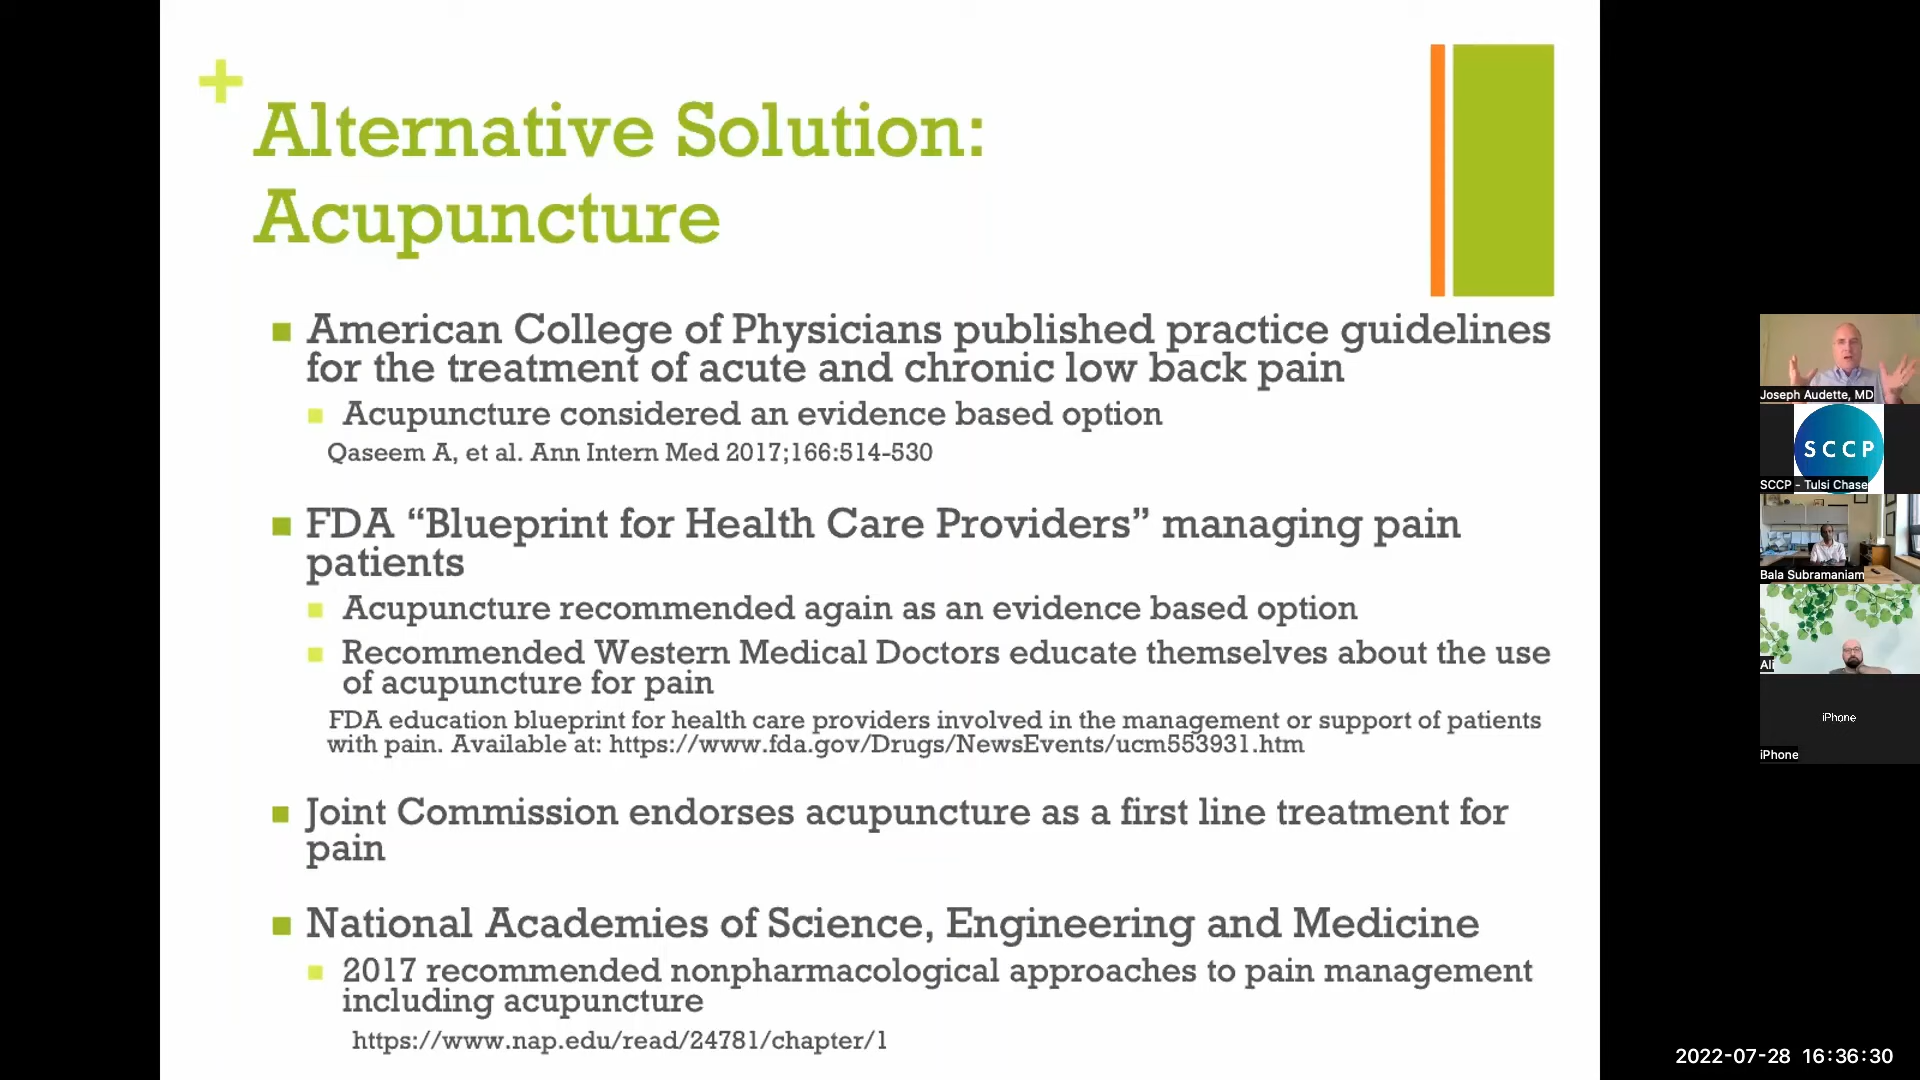 +
Alternative Solution:
Acupuncture
American College of Physicians published practice guidelines
for the treatment of acute and chronic low back pain
Acupuncture considered an evidence based option
Qaseem A, et al. Ann Intern Med 2017;166:514-530
FDA “Blueprint for Health Care Providers” managing pain
patients
Acupuncture recommended again as an evidence based option
Recommended Western Medical Doctors educate themselves about the use
of acupuncture for pain
FDA education blueprint for health care providers involved in the management or support of patients
with pain. Available at: https://www.fda.gov/Drugs/NewsEvents/ucm553931.htm
Joint Commission endorses acupuncture as a first line treatment for
pain
National Academies of Science, Engineering and Medicine
2017 recommended nonpharmacological approaches to pain management
including acupuncture
https://www.nap.edu/read/24781/chapter/1
Joseph Audette, MD
SCCP
SCCP - Tulsi Chase
Bala Subramaniam
Ali
iPhone
iPhone
2022-07-28 16:36:30